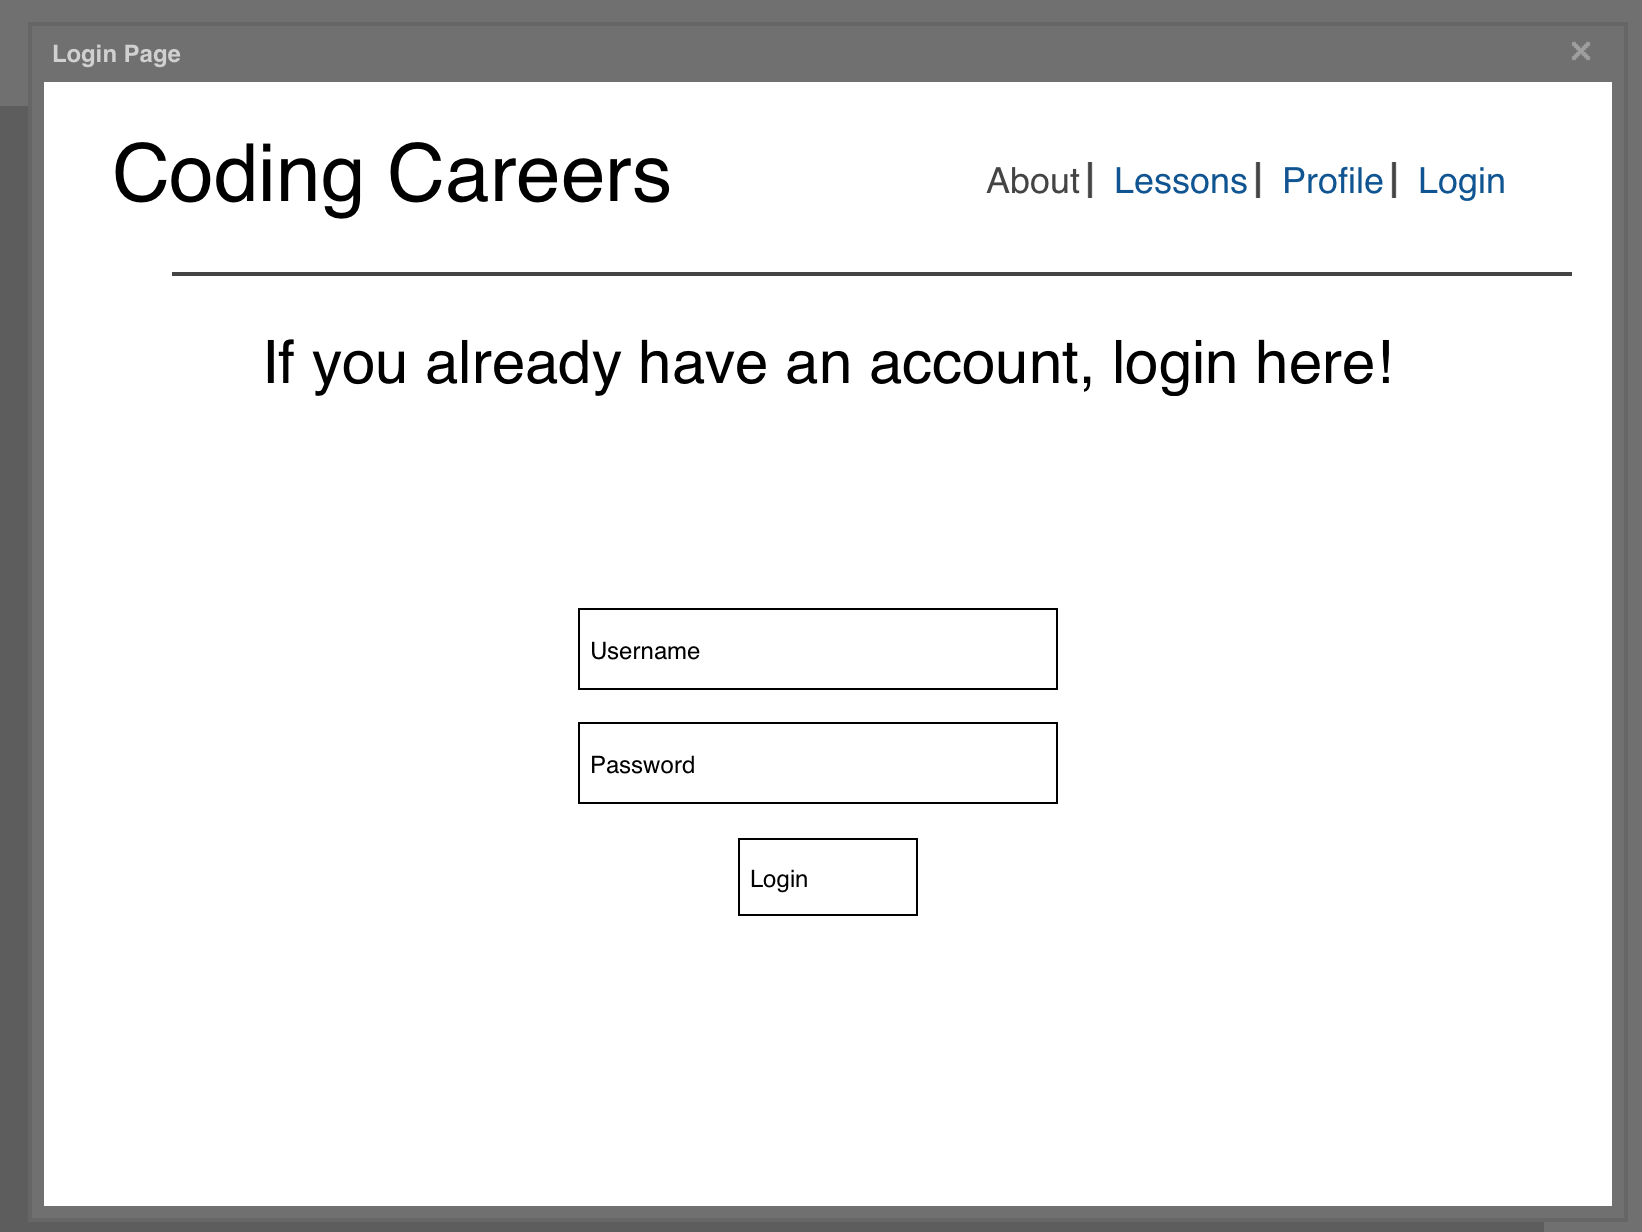 Login Page
Coding Careers
About | Lessons | Profile | Login
If you already have an account, login here!
Username
Password
Login